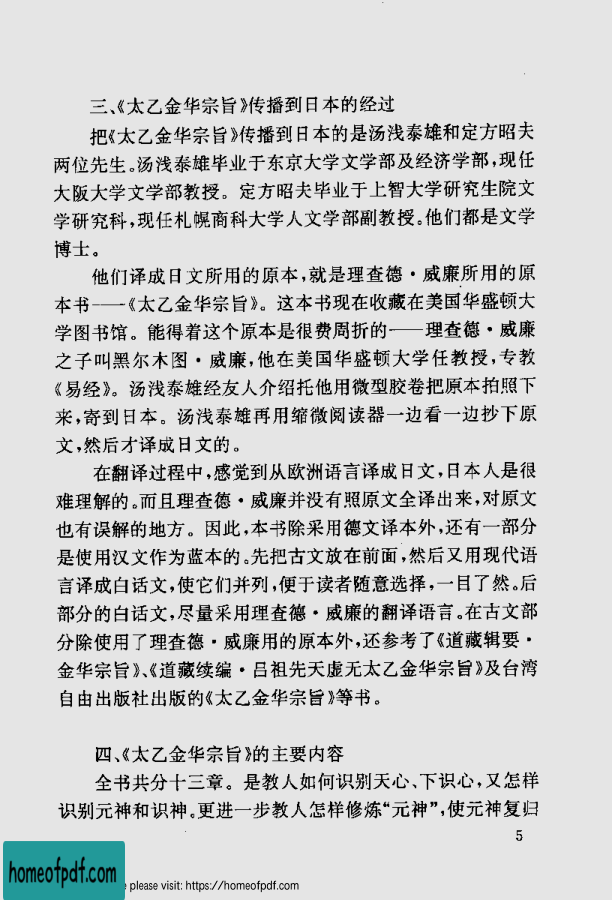 三、《太乙金华宗旨》传播到日本的经过
把《太乙金华宗旨》传播到日本的是汤浅泰雄和定方昭夫
两位先生。汤浅泰雄毕业于东京大学文学部及经济学部,现任
大阪大学文学部教授。定方昭夫毕业于上智大学研究生院文
学研究科,现任札幌商科大学人文学部副教授。他们都是文学
博士。
他们译成日文所用的原本,就是理查德·威廉所用的原
本书——《太乙金华宗旨》。这本书现在收藏在美国华盛顿大
学图书馆。能得着这个原本是很费周折的——理查德·威廉
之子叫黑尔木图·威廉,他在美国华盛顿大学任教授,专教
《易经》。汤浅泰雄经友人介绍托他用微型胶卷把原本拍照下
来,寄到日本。汤浅泰雄再用缩微阅读器一边看一边抄下原
文,然后才译成日文的。
在翻译过程中,感觉到从欧洲语言译成日文,日本人是很
难理解的。而且理查德·威廉并没有照原文全译出来,对原文
也有误解的地方。因此,本书除采用德文译本外,还有一部分
是使用汉文作为蓝本的。先把古文放在前面,然后又用现代语
言译成白话文,使它们并列,便于读者随意选择,一目了然。后
部分的白话文,尽量采用理查德·威廉的翻译语言。在古文部
分除使用了理查德·威廉用的原本外,还参考了《道藏辑要·
金华宗旨》、《道藏续编·吕祖先天虚无太乙金华宗旨》及台湾
自由出版社出版的《太乙金华宗旨》等书。
四、《太乙金华宗旨》的主要内容
全书共分十三章。是教人如何识别天心、下识心,又怎样
识别元神和识神。更进一步教人怎样修炼“元神”,使元神复归
5
homeofpdf.com
please visit: https://homeofpdf.com